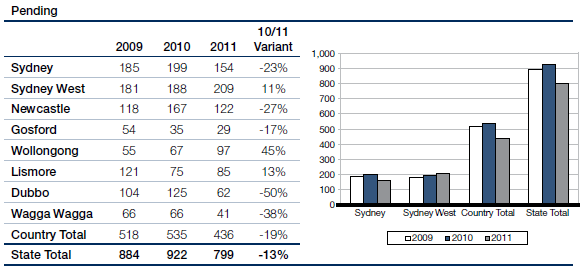 Pending
10/11
2009 2010 2011 Variant
Sydney 185 199 154 -23%
Sydney West 181 188 209 11%
Newcastle 118 167 122 -27%
Gosford 54 35 29 -17%
Wollongong 55 67 97 45%
Lismore 121 75 85 13%
Dubbo 104 125 62 -50%
Wagga Wagga 66 66 41 -38%
Country Total 518 535 436 -19%
State Total 884 922 799 -13%
1,000
900
800
700
600
500
400
300
200
100
0
Sydney Sydney West Country Total State Total
2009 2010 2011